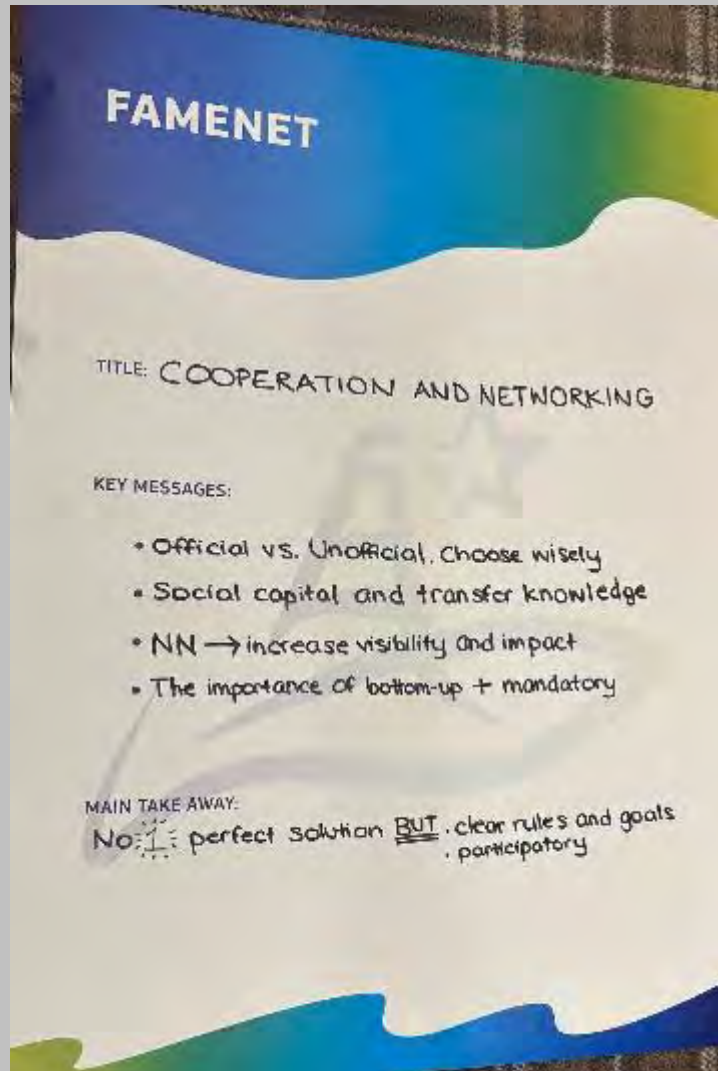 FAMENET
TITLE: COOPERATION AND NETWORKING
KEY MESSAGES:
• Official vs. Unofficial. Choose wisely
• Social capital and transfer knowledge
• NN → increase visibility and impact
• The importance of bottom-up + mandatory
MAIN TAKE AWAY:
No 1 perfect solution BUT . clear rules and goals
. participatory